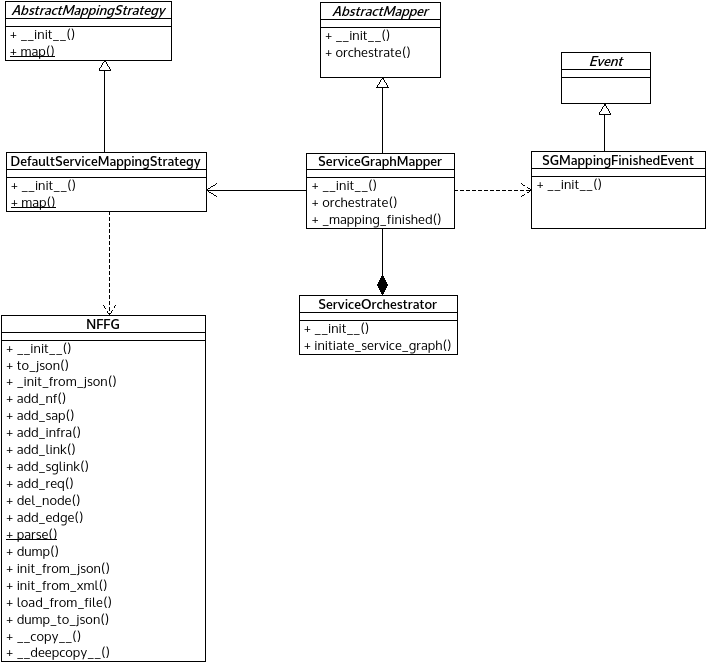 AbstractMappingStrategy
+ __init__()
+ map()
AbstractMapper
+ __init__()
+ orchestrate()
Event
DefaultServiceMappingStrategy
+ __init__()
+ map()
ServiceGraphMapper
+ __init__()
+ orchestrate()
+ _mapping_finished()
SGMappingFinishedEvent
+ __init__()
ServiceOrchestrator
+ __init__()
+ initiate_service_graph()
NFFG
+ __init__()
+ to_json()
+ _init_from_json()
+ add_nf()
+ add_sap()
+ add_infra()
+ add_link()
+ add_sglink()
+ add_req()
+ del_node()
+ add_edge()
+ parse()
+ dump()
+ init_from_json()
+ init_from_xml()
+ load_from_file()
+ dump_to_json()
+ __copy__()
+ __deepcopy__()